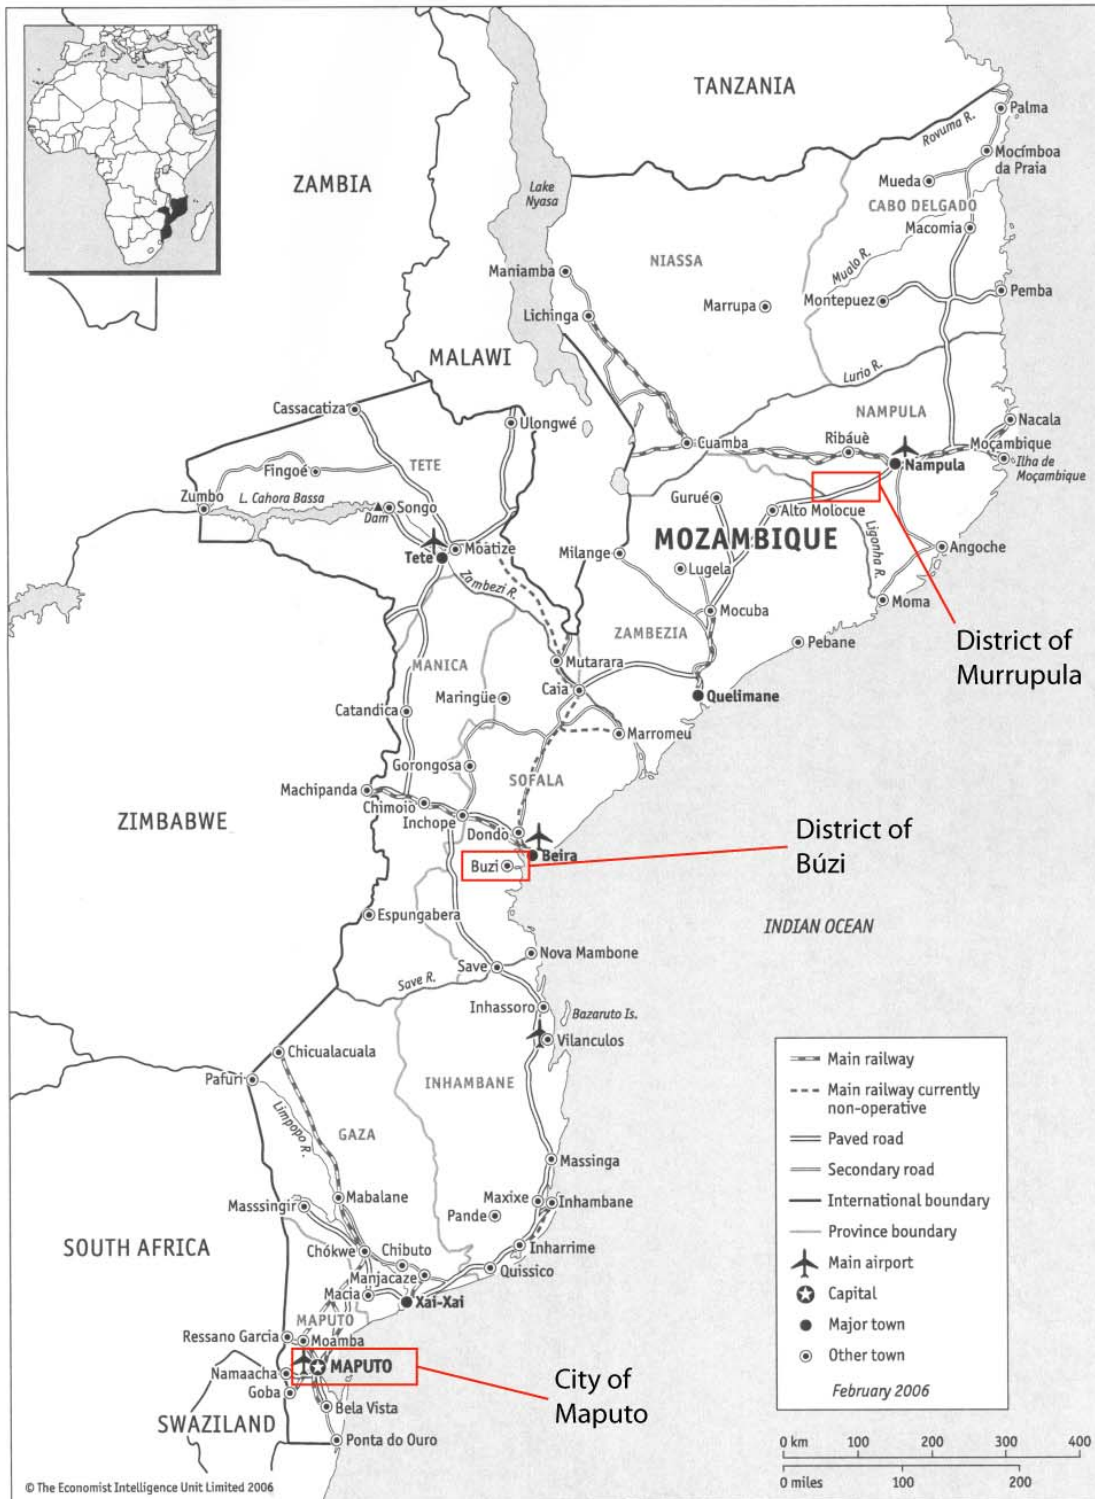 TANZANIA
Palma
Rovuma R.
Mocímboa
da Praia
ZAMBIA
Lake
Nyasa
Mueda
CABO DELGADO
Macomia
NIASSA
Mualo R.
Maniamba
Pemba
Montepuez
Marrupa
Lichinga
MALAWI
Lurio R.
Cassacatiza
NAMPULA
Ulongwé
Nacala
Cuamba
Ribáuè
Moçambique
Nampula
Ilha de
Moçambique
TETE
Fingoé
Zumbo
L. Cahora Bassa
Gurué
Songo
Dam
Alto Molocue
MOZAMBIQUE
Ligonha R.
Moatize
Milange
Angoche
Tete
Zambezi R.
Lugela
Moma
Mocuba
ZAMBEZIA
Pebane
District of
Murrupula
MANICA
Mutarara
Caia
Maringüe
Quelimane
Catandica
Marromeu
Gorongosa
SOFALA
Machipanda
Chimoio
ZIMBABWE
Inchope
Dondo
District of
Búzi
Beira
Buzi
Espungabera
INDIAN OCEAN
Nova Mambone
Save
Save R.
Inhassoro
Bazaruto Is.
Vilanculos
Chicualacuala
Pafuri
INHAMBANE
Limpopo R.
GAZA
Massinga
Mabalane
Masssingir
Maxixe
Inhambane
Pande
SOUTH AFRICA
Chókwe
Chibuto
Inharrime
Manjacaze
Quissico
Macia
Xai-Xai
MAPUTO
Ressano Garcia
Moamba
MAPUTO
Namaacha
Goba
City of
Maputo
Bela Vista
SWAZILAND
Ponta do Ouro
Main railway
Main railway currently
non-operative
Paved road
Secondary road
International boundary
Province boundary
Main airport
Capital
Major town
Other town
February 2006
0 km 100 200 300 400
0 miles 100 200
© The Economist Intelligence Unit Limited 2006